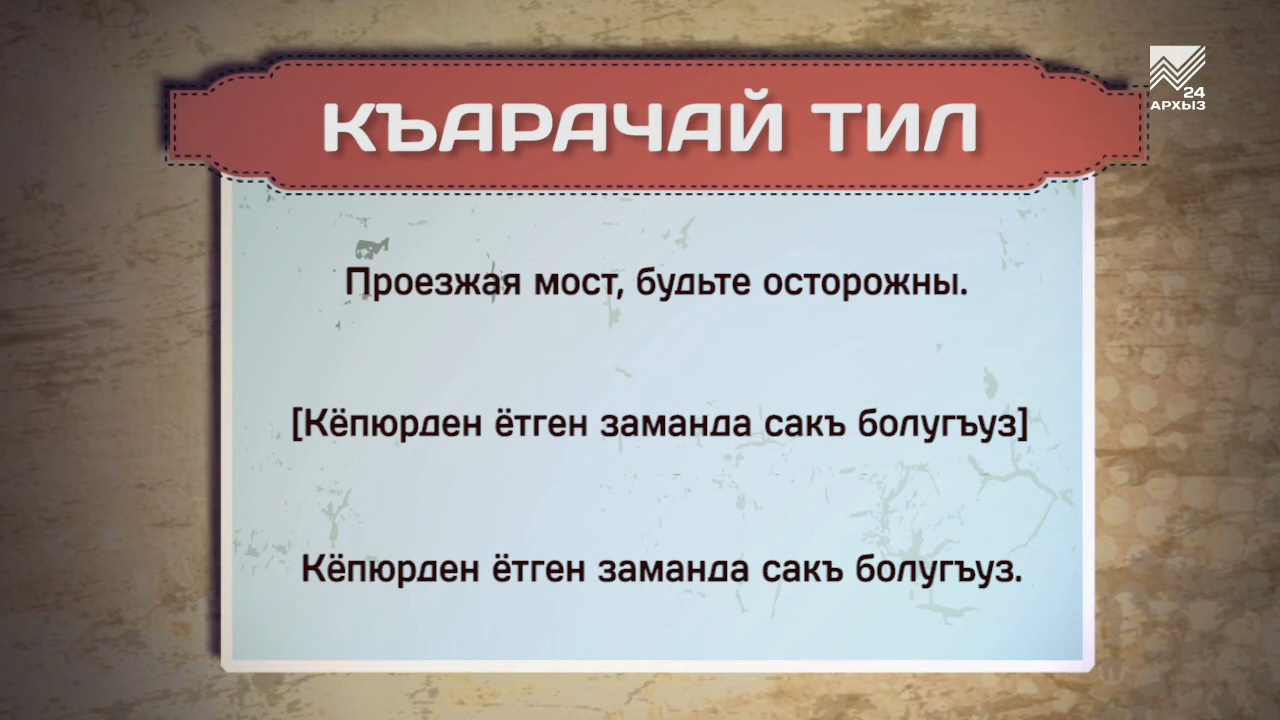 24
АРХЫЗ
КЪАРАЧАЙ ТИЛ
Проезжая мост, будьте осторожны.
[Кёпюрден ётген заманда сакъ болугъуз]
Кёпюрден ётген заманда сакъ болугъуз.